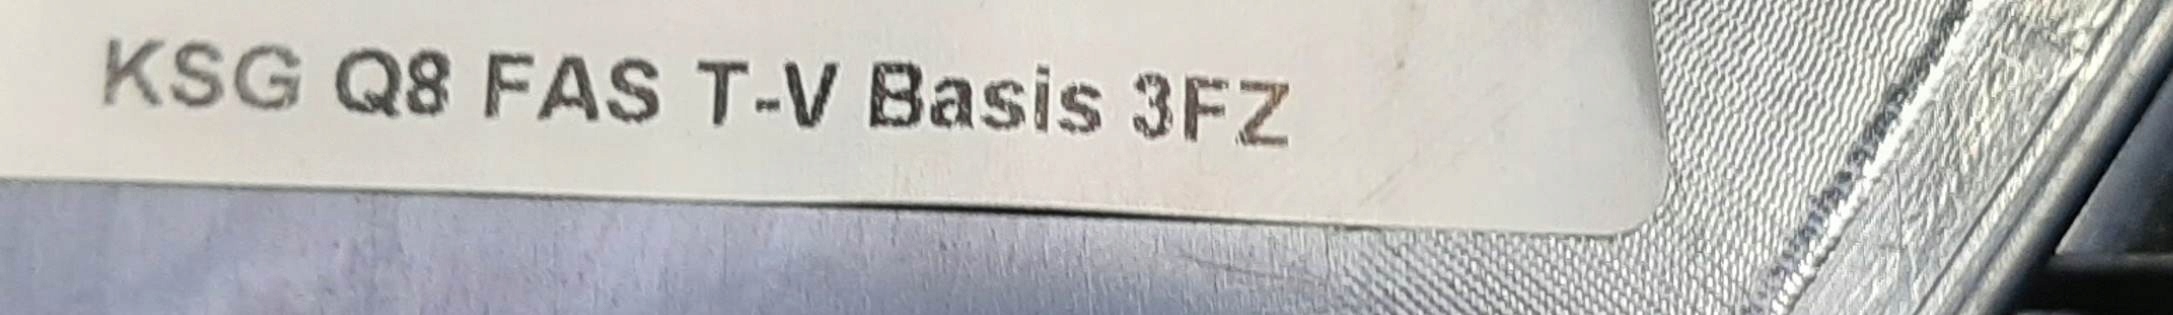 KSG Q8 FAS T-V Basis 3FZ